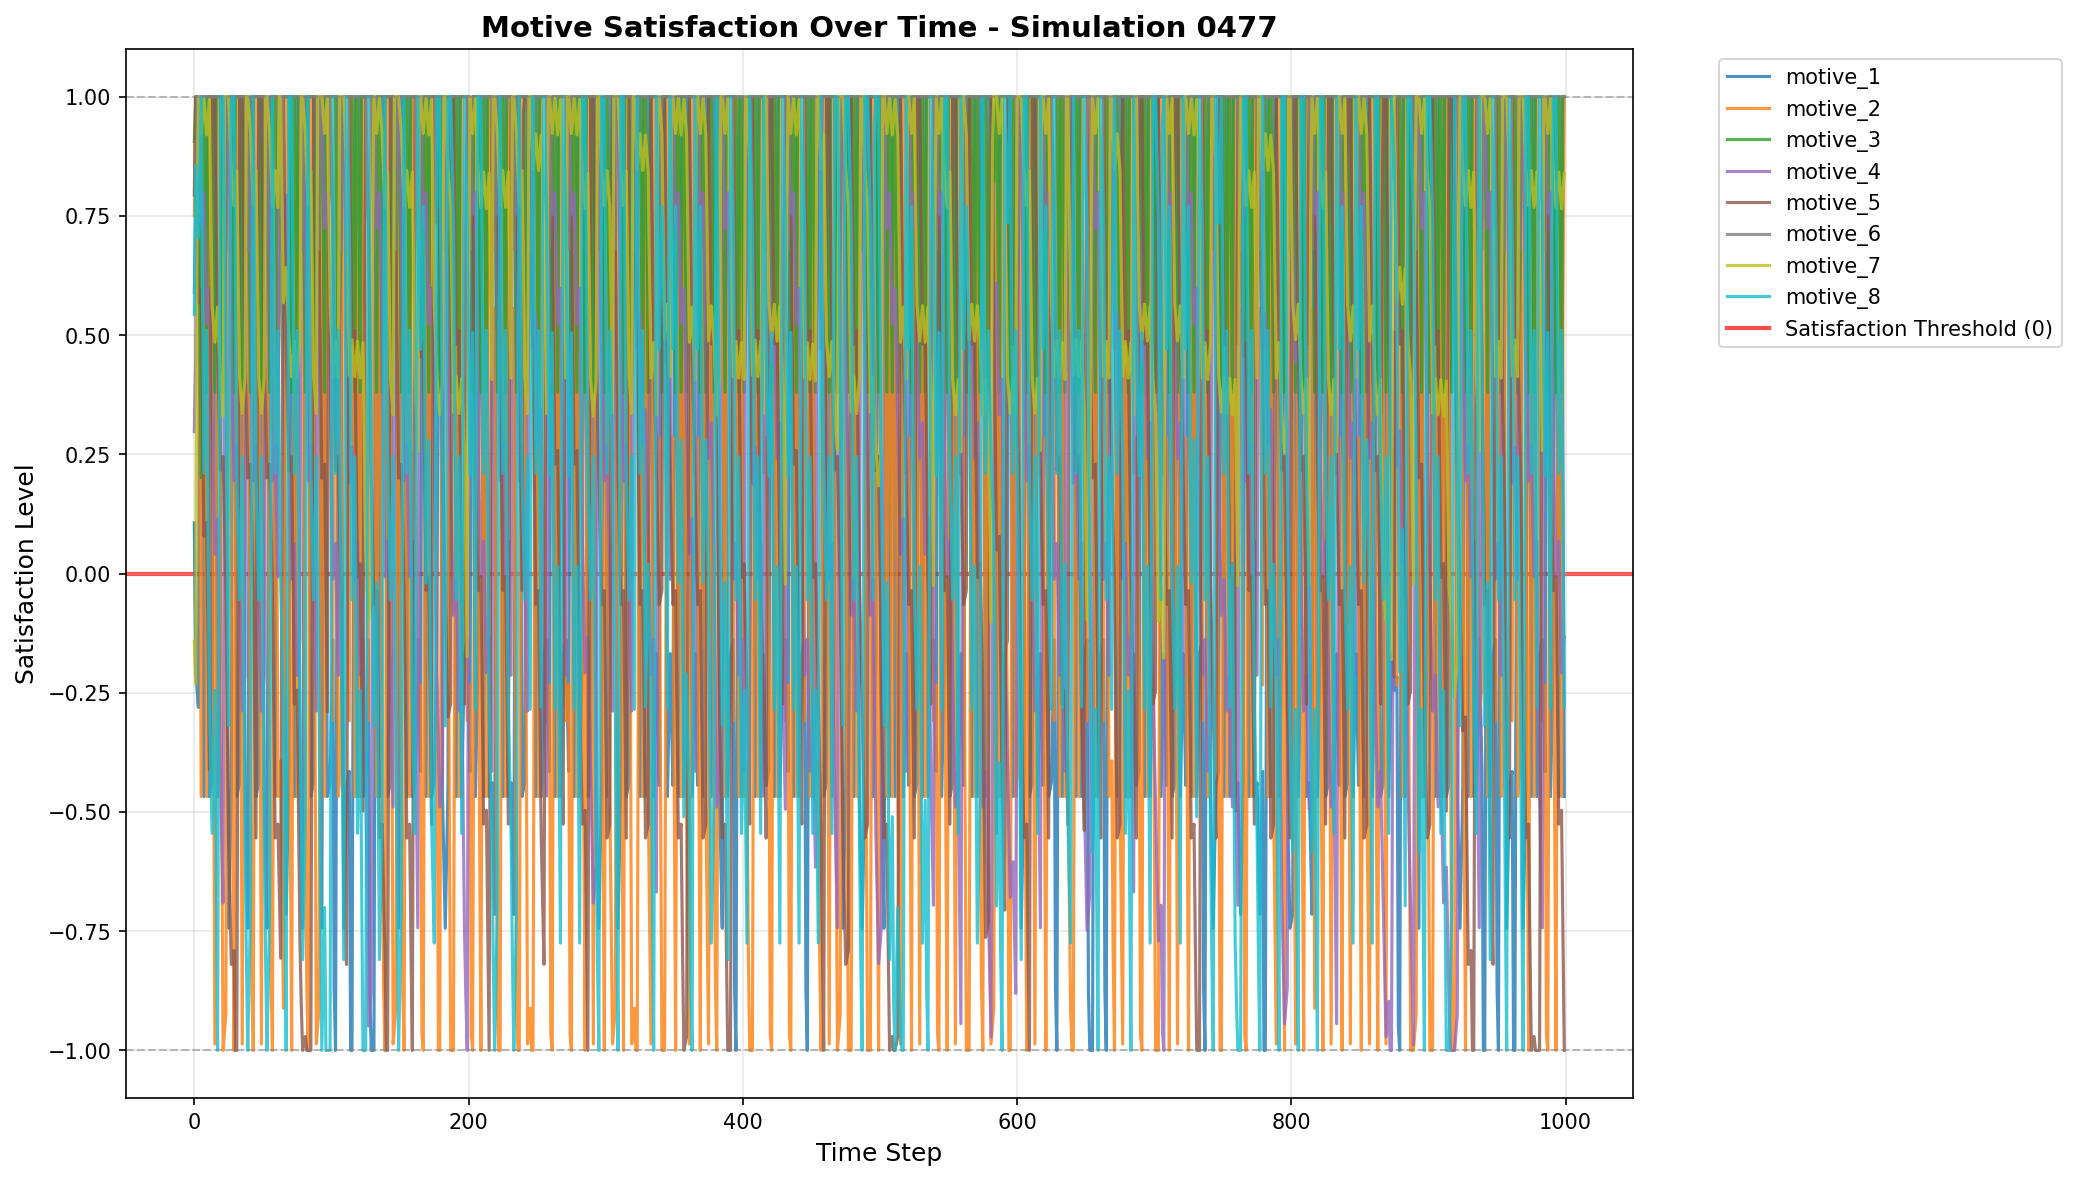 Motive Satisfaction Over Time - Simulation 0477
Satisfaction Level
1.00
0.75
0.50
0.25
0.00
−0.25
−0.50
−0.75
−1.00
0
200
400
600
800
1000
Time Step
motive_1
motive_2
motive_3
motive_4
motive_5
motive_6
motive_7
motive_8
Satisfaction Threshold (0)